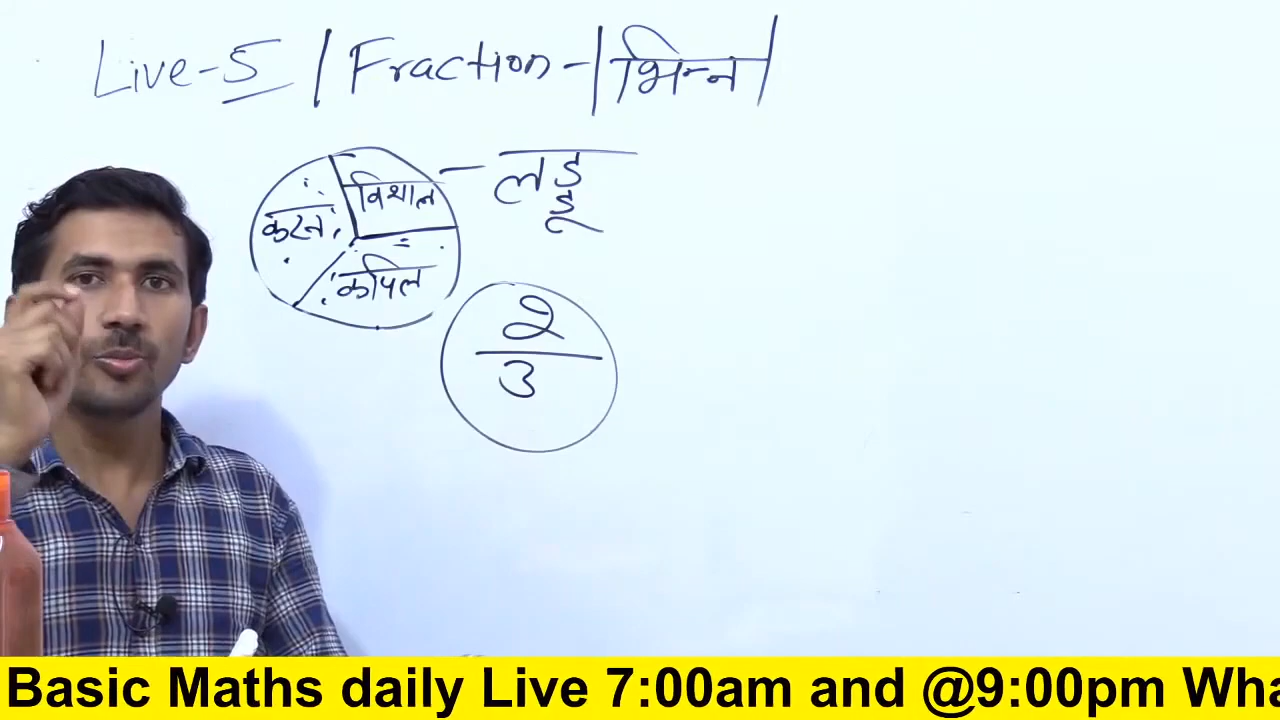 Live-5 | Fraction - | भिन्न |
विशाल - लड्डू
करन
कपिल
2
3
Basic Maths daily Live 7:00am and @9:00pm Wha